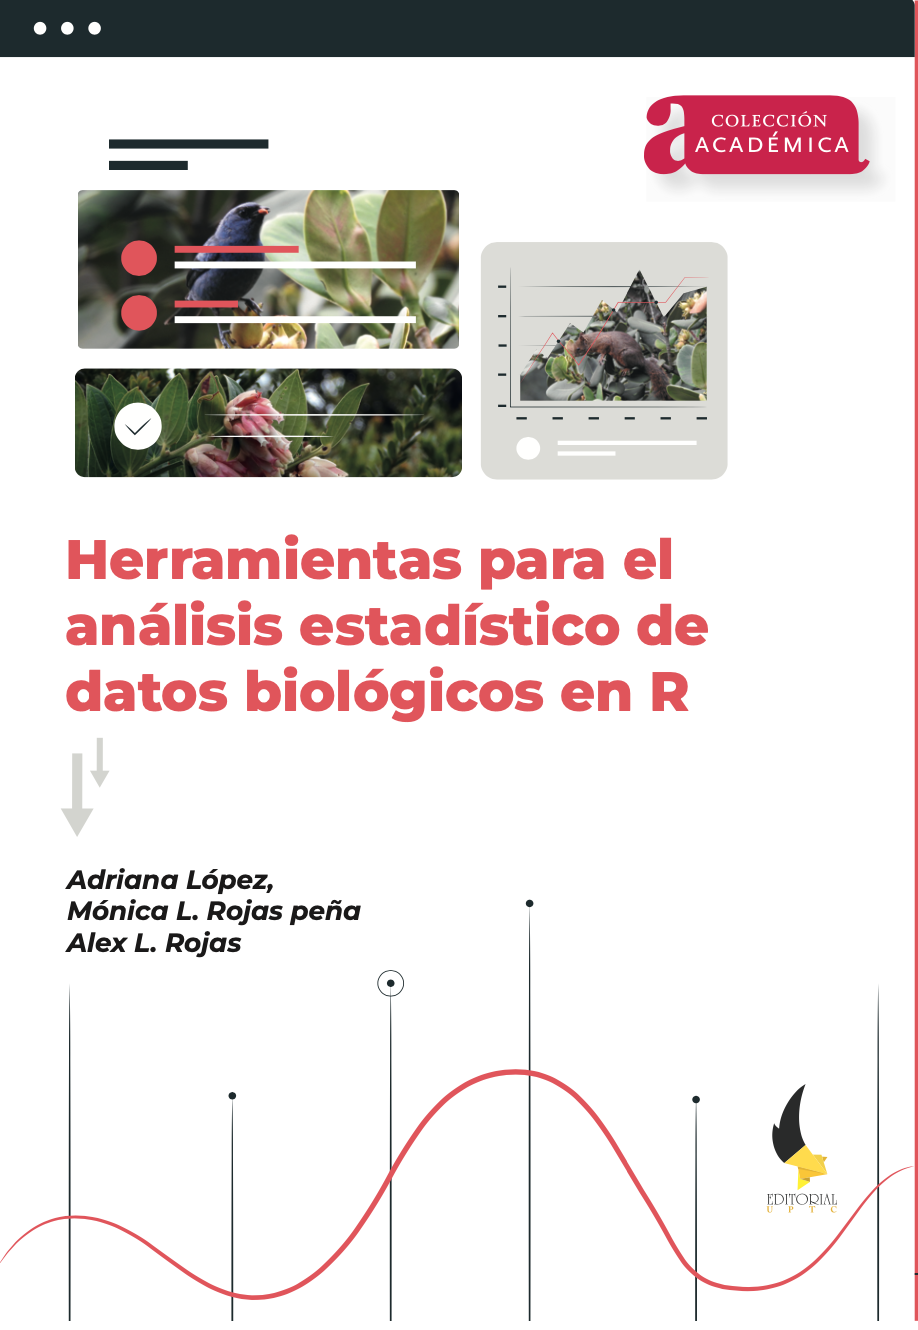 COLECCIÓN
ACADÉMICA
Herramientas para el
análisis estadístico de
datos biológicos en R
Adriana López,
Mónica L. Rojas peña
Alex L. Rojas
EDITORIAL
UPTC